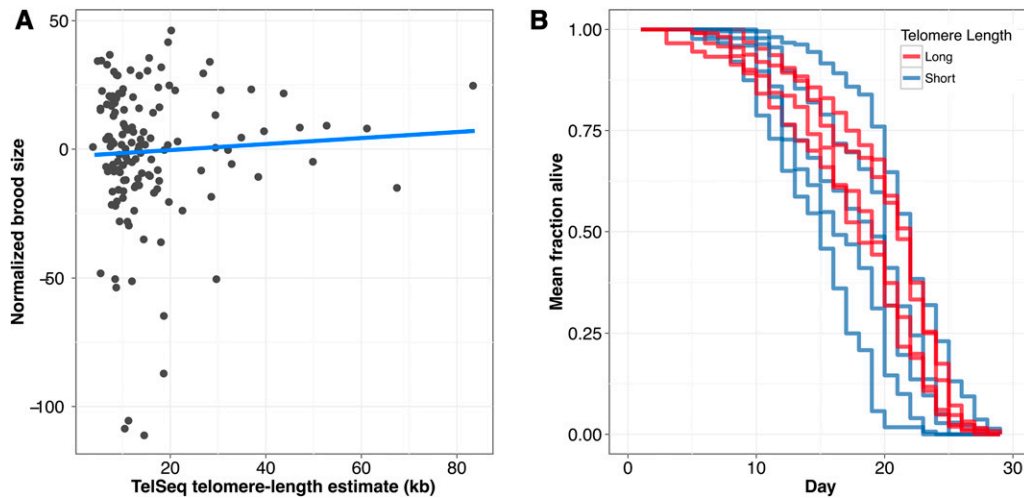 A
Normalized brood size
50
0
−50
−100
20
40
60
80
TelSeq telomere-length estimate (kb)
B
Mean fraction alive
1.00
0.75
0.50
0.25
0.00
Telomere Length
Long
Short
0
10
20
30
Day